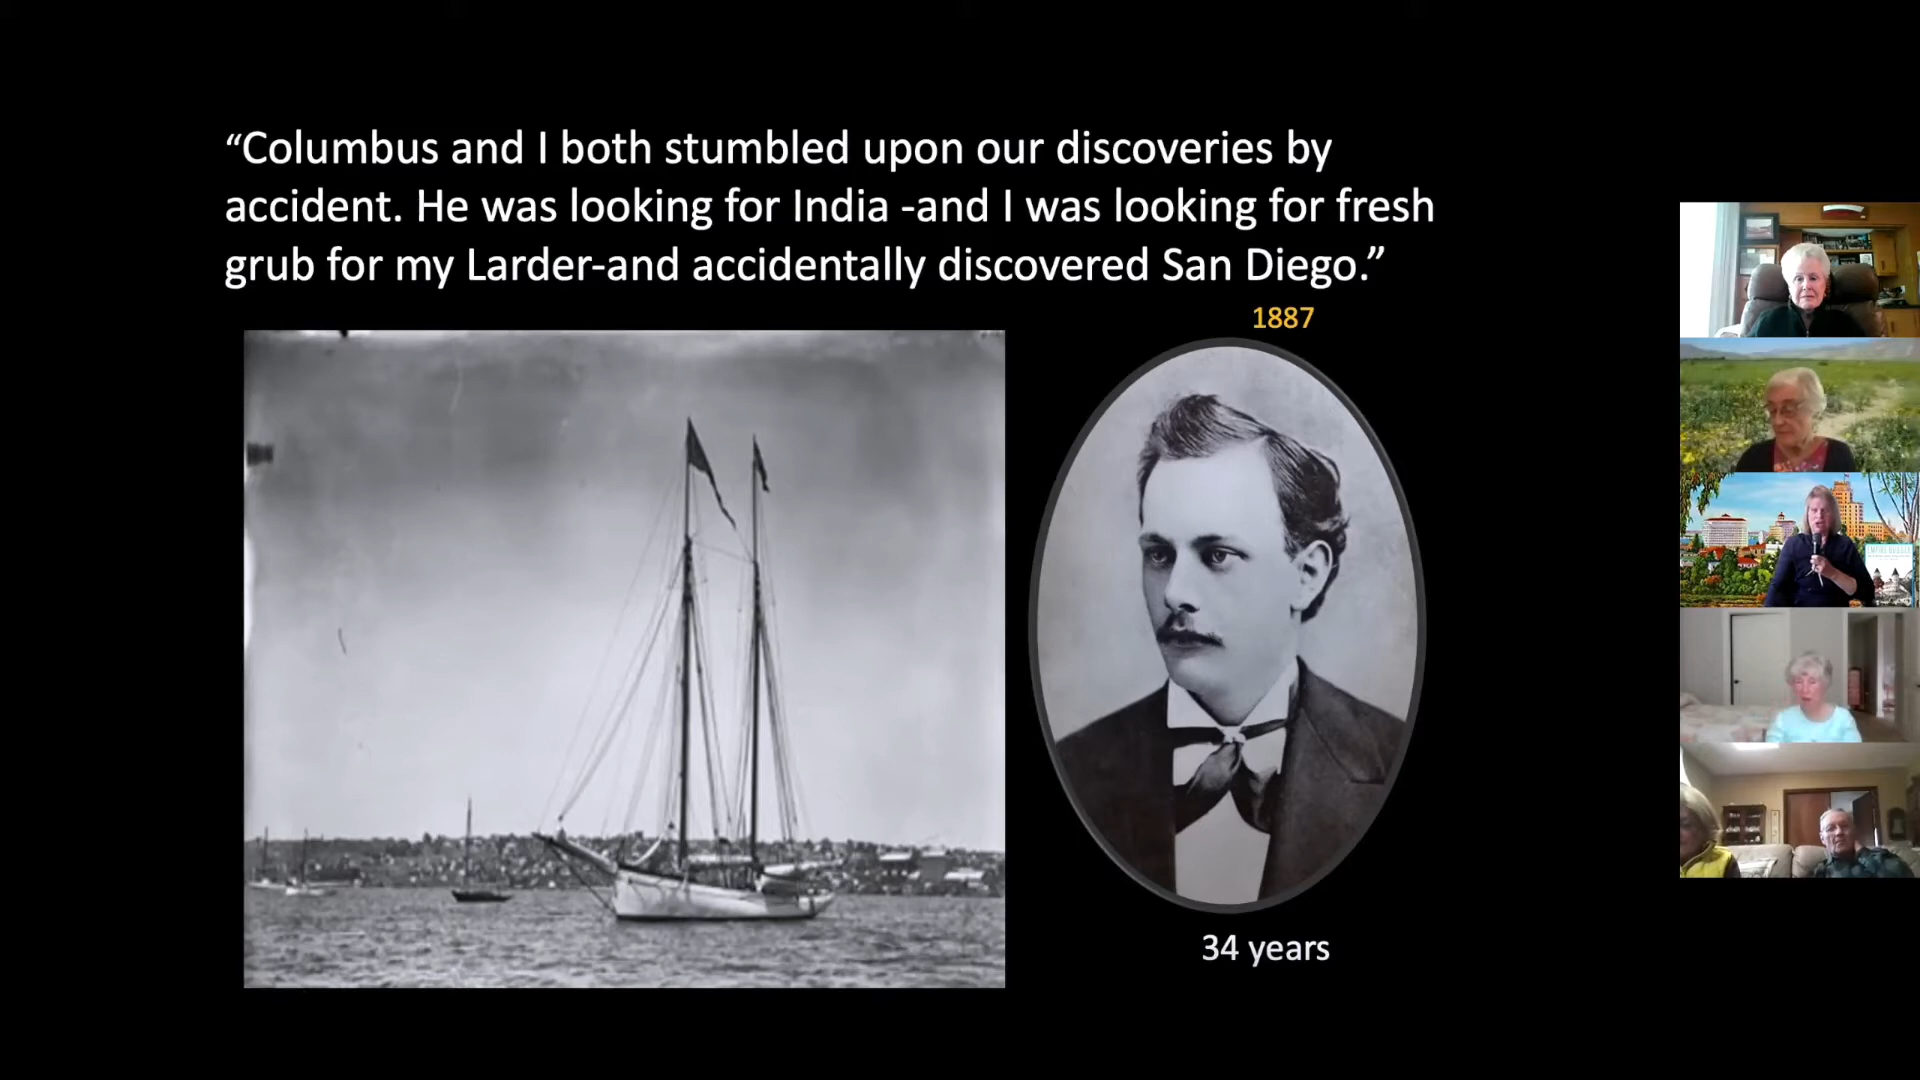 “Columbus and I both stumbled upon our discoveries by
accident. He was looking for India -and I was looking for fresh
grub for my Larder-and accidentally discovered San Diego.”
1887
34 years